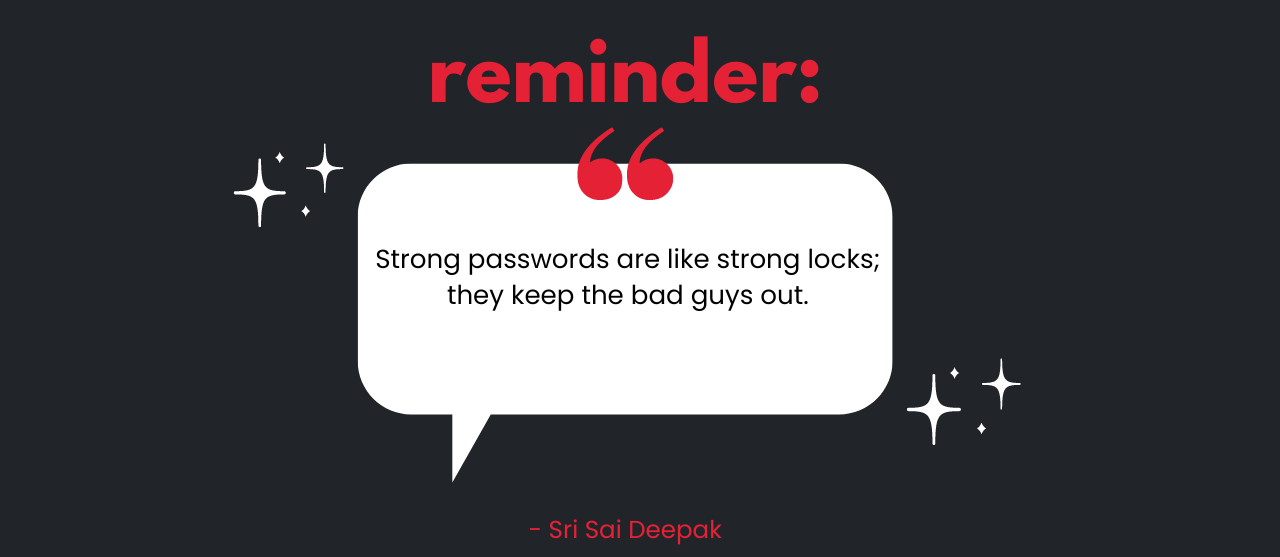 reminder:
“
Strong passwords are like strong locks;
they keep the bad guys out.
- Sri Sai Deepak